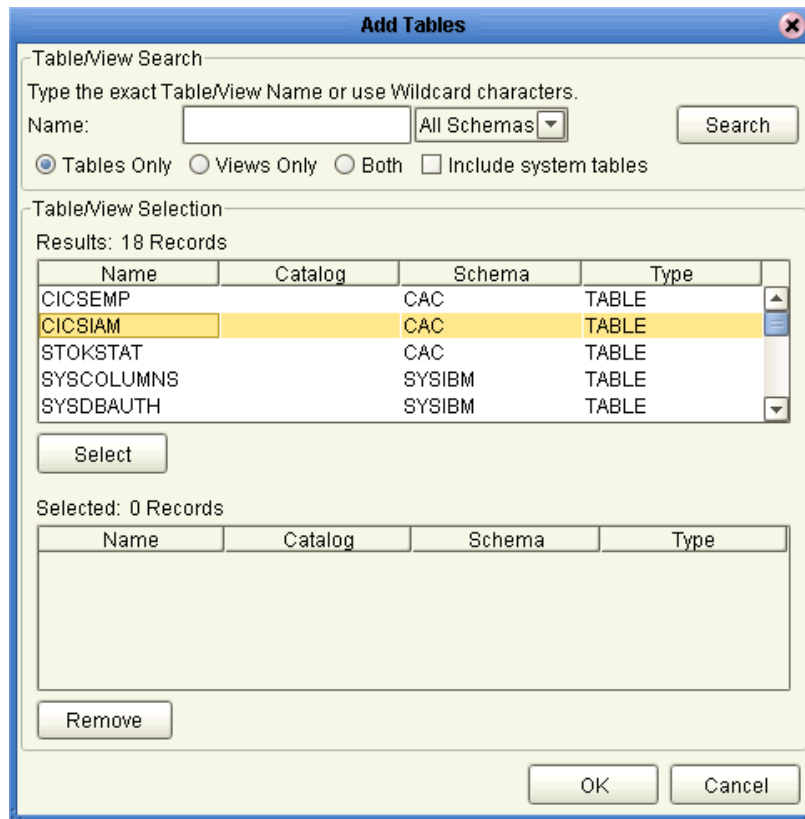 Add Tables
Table/View Search
Type the exact Table/View Name or use Wildcard characters.
Name: All Schemas Search
Tables Only Views Only Both Include system tables
Table/View Selection
Results: 18 Records
Name Catalog Schema Type
CICSEMP CAC TABLE
CICSIAM CAC TABLE
STOKSTAT CAC TABLE
SYSCOLUMNS SYSIBM TABLE
SYSDBAUTH SYSIBM TABLE
Select
Selected: 0 Records
Name Catalog Schema Type
Remove
OK Cancel